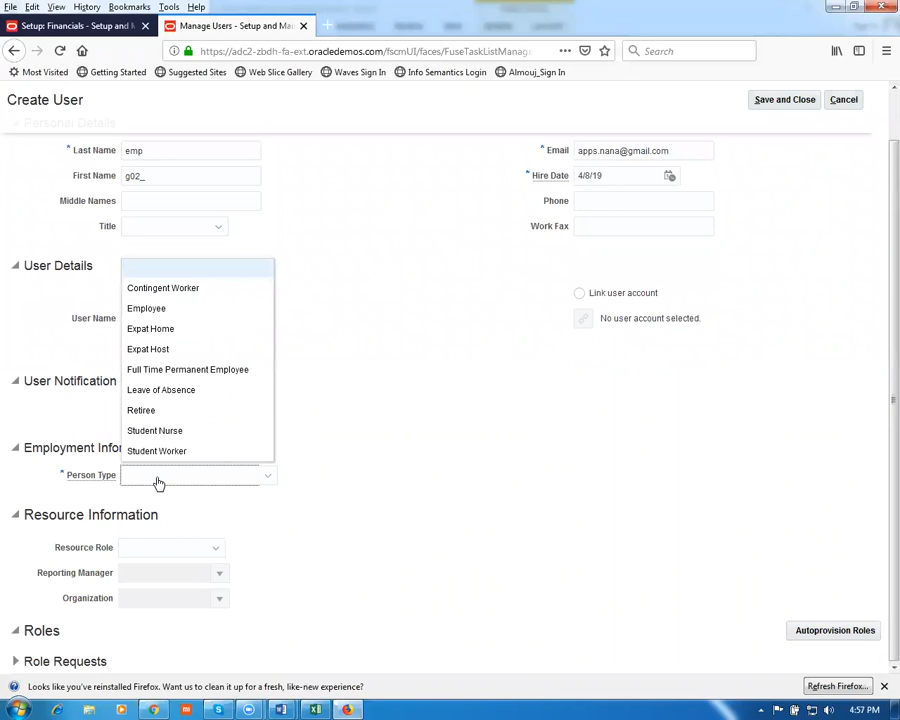 File Edit View History Bookmarks Tools Help
Setup: Financials - Setup and M
Manage Users - Setup and Ma
https://adc2-zbdh-fa-ext.oracledemos.com/fscmUI/faces/FuseTaskListManag
Search
Most Visited Getting Started Suggested Sites Web Slice Gallery Waves Sign In Info Semantics Login Almouj_Sign In
Create User
Save and Close Cancel
Personal Details
* Last Name emp
* Email apps.nana@gmail.com
First Name g02_
* Hire Date 4/8/19
Middle Names
Phone
Title
Work Fax
User Details
Contingent Worker
Link user account
Employee
User Name
No user account selected.
Expat Home
Expat Host
Full Time Permanent Employee
User Notification
Leave of Absence
Retiree
Student Nurse
Employment Infor
Student Worker
* Person Type
Resource Information
Resource Role
Reporting Manager
Organization
Roles
Autoprovision Roles
Role Requests
Looks like you've reinstalled Firefox. Want us to clean it up for a fresh, like-new experience?
Refresh Firefox...
4:57 PM